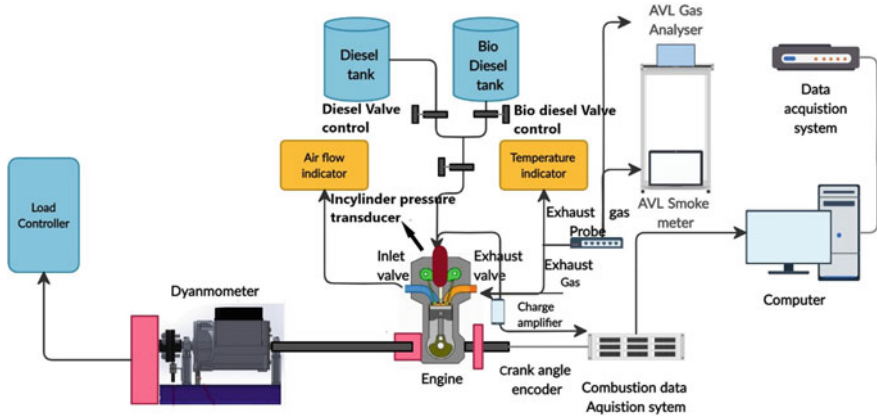 AVL Gas
Analyser
Diesel
tank
Bio
Diesel
tank
Data
acquistion
system
Diesel Valve
control
Bio diesel Valve
control
Air flow
indicator
Temperature
indicator
Load
Controller
Incylinder pressure
transducer
AVL Smoke
meter
Exhaust gas
Probe
Inlet
valve
Exhaust
valve
Exhaust
Gas
Dyanmometer
Charge
amplifier
Computer
Engine
Crank angle
encoder
Combustion data
Aquistion sytem